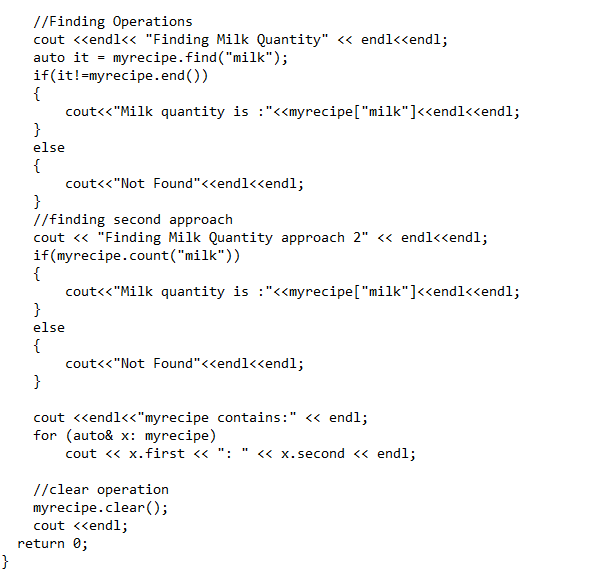 //Finding Operations
cout <<endl<< "Finding Milk Quantity" << endl<<endl;
auto it = myrecipe.find("milk");
if(it!=myrecipe.end())
{
cout<<"Milk quantity is :"<<myrecipe["milk"]<<endl<<endl;
}
else
{
cout<<"Not Found"<<endl<<endl;
}
//finding second approach
cout << "Finding Milk Quantity approach 2" << endl<<endl;
if(myrecipe.count("milk"))
{
cout<<"Milk quantity is :"<<myrecipe["milk"]<<endl<<endl;
}
else
{
cout<<"Not Found"<<endl<<endl;
}
cout <<endl<<"myrecipe contains:" << endl;
for (auto& x: myrecipe)
cout << x.first << ": " << x.second << endl;
//clear operation
myrecipe.clear();
cout <<endl;
return 0;
}